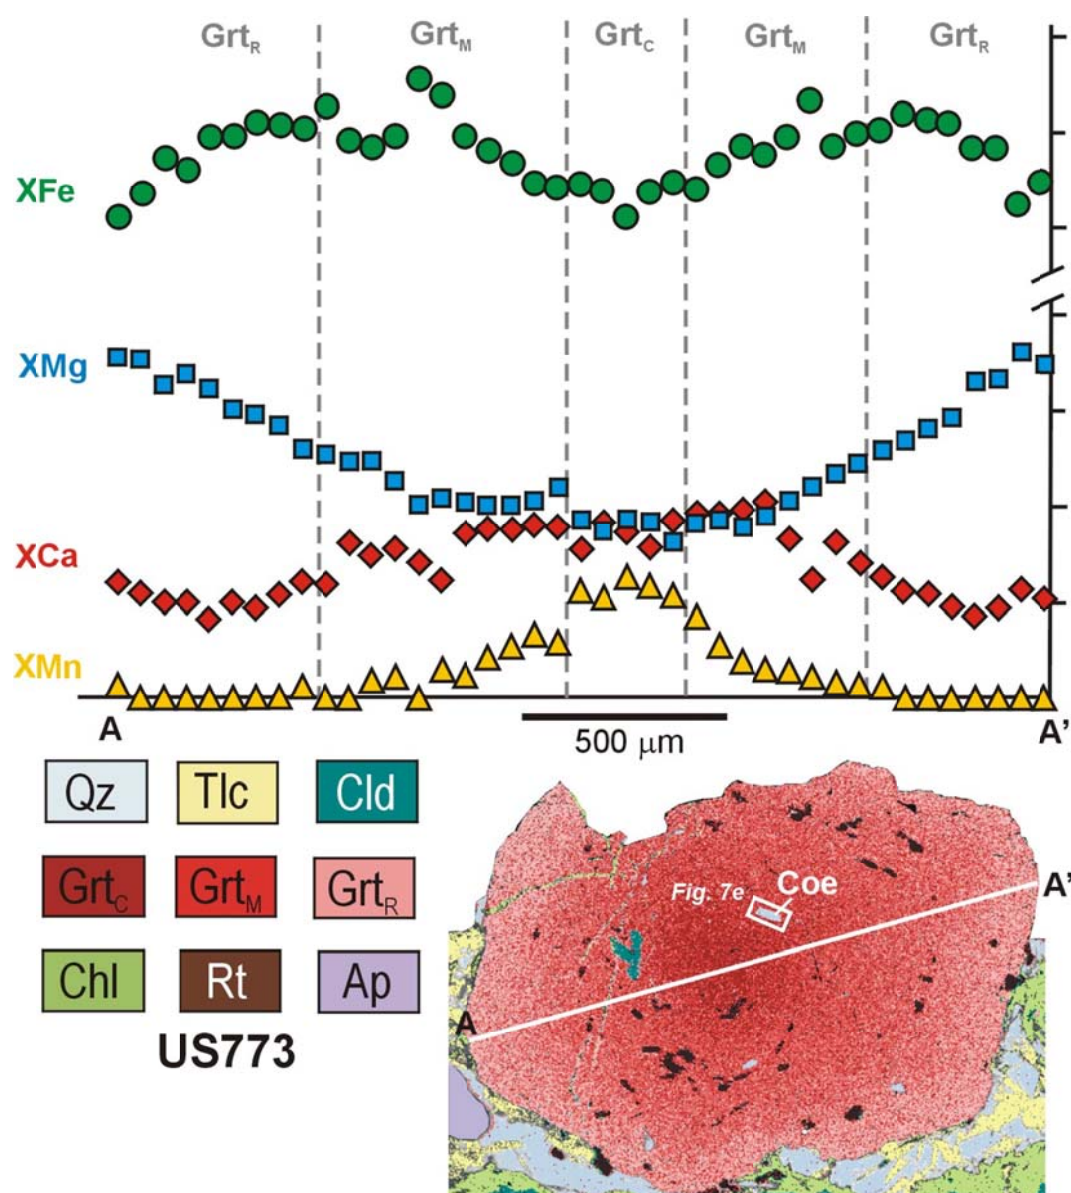 GrtR GrtM GrtC GrtM GrtR
XFe
XMg
XCa
XMn
A A'
500 μm
Qz Tlc Cld
GrtC GrtM GrtR
Chl Rt Ap
US773
Fig. 7e Coe
A'
A